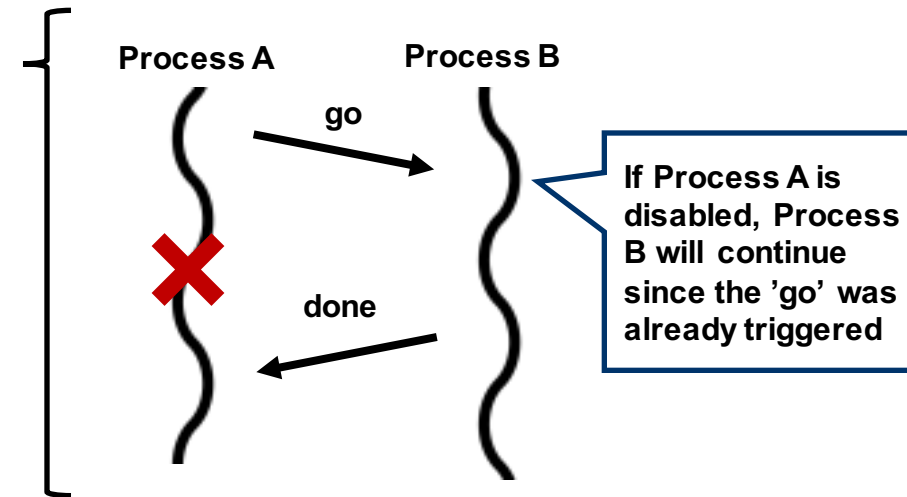 Process A
Process B
go
If Process A is
disabled, Process
B will continue
since the ’go’ was
already triggered
done